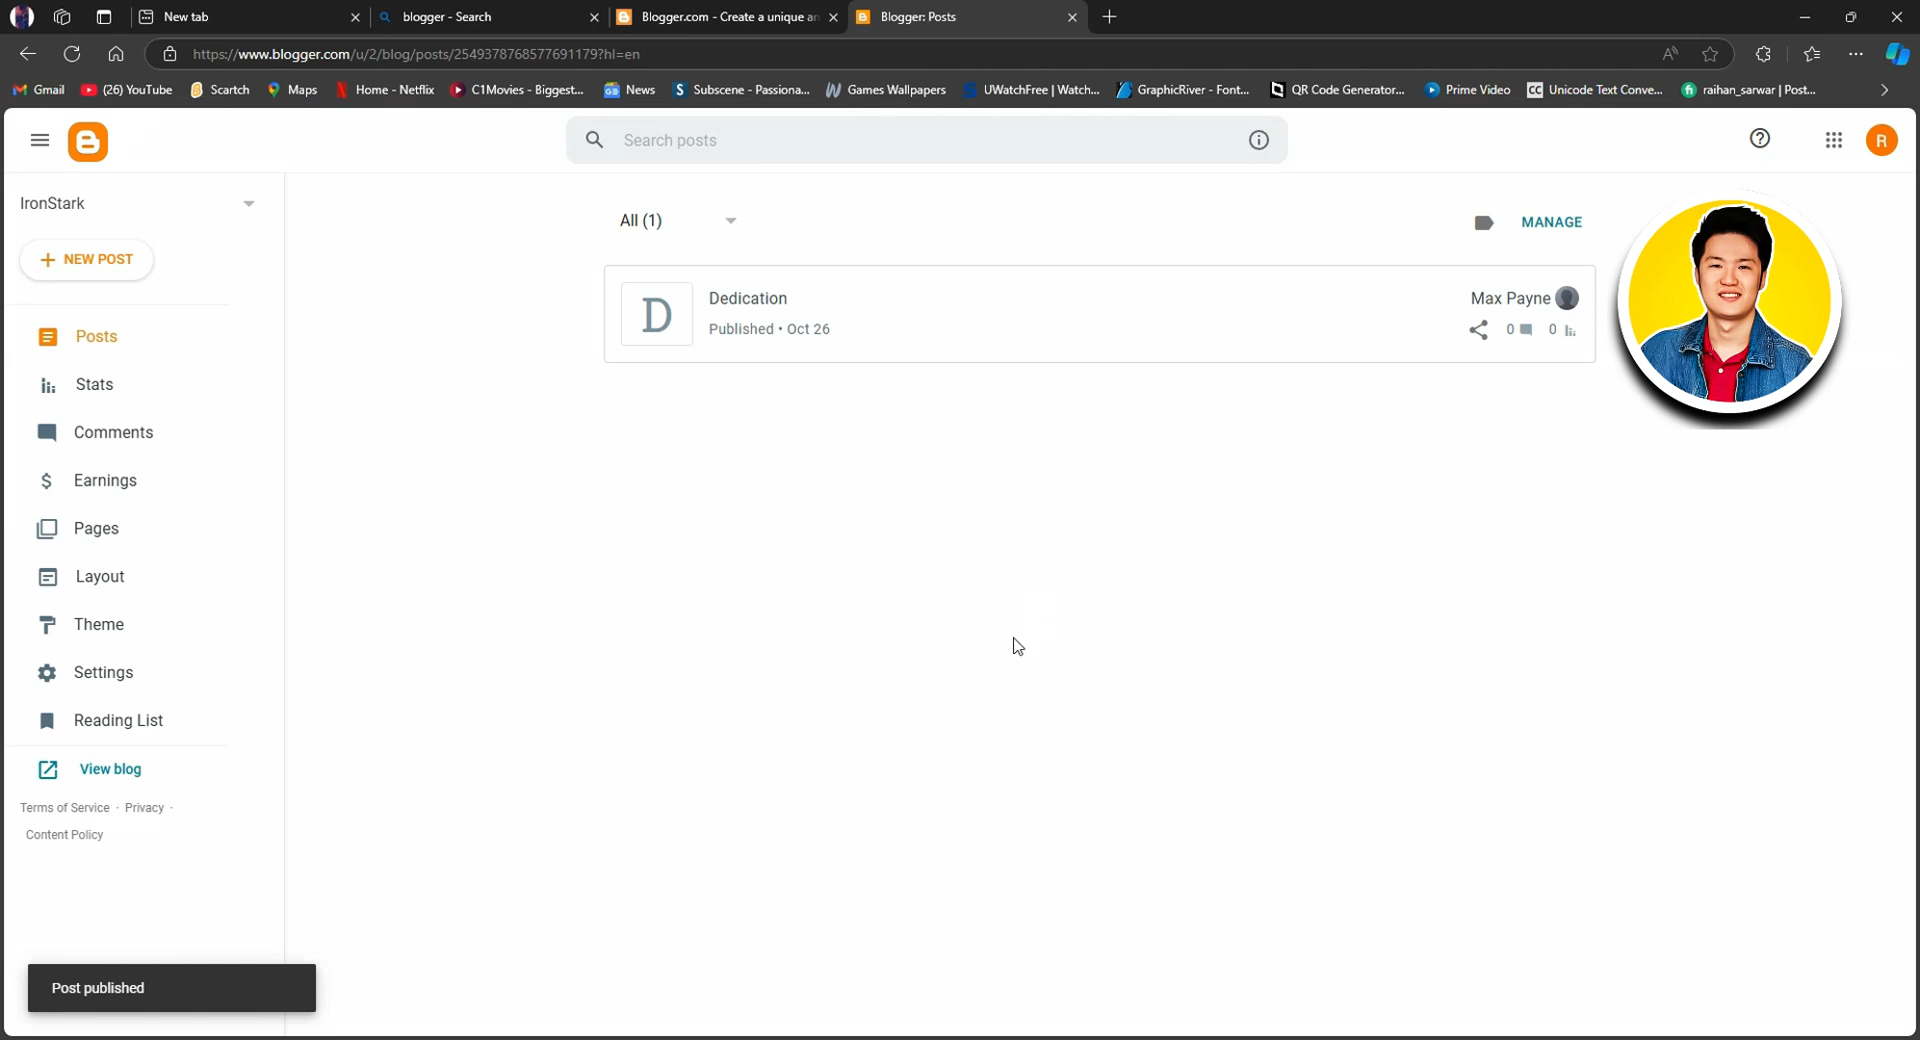 New tab
blogger - Search
Blogger.com - Create a unique an
Blogger: Posts
https://www.blogger.com/u/2/blog/posts/2549378768577691179?hl=en
Gmail
(26) YouTube
Scartch
Maps
Home - Netflix
C1Movies - Biggest...
News
Subscene - Passiona...
Games Wallpapers
UWatchFree | Watch...
GraphicRiver - Font...
QR Code Generator...
Prime Video
CC Unicode Text Conve...
raihan_sarwar | Post...
Search posts
R
IronStark
All (1)
MANAGE
+ NEW POST
D
Dedication
Published • Oct 26
Max Payne
0
0
Posts
Stats
Comments
$ Earnings
Pages
Layout
Theme
Settings
Reading List
View blog
Terms of Service · Privacy ·
Content Policy
Post published